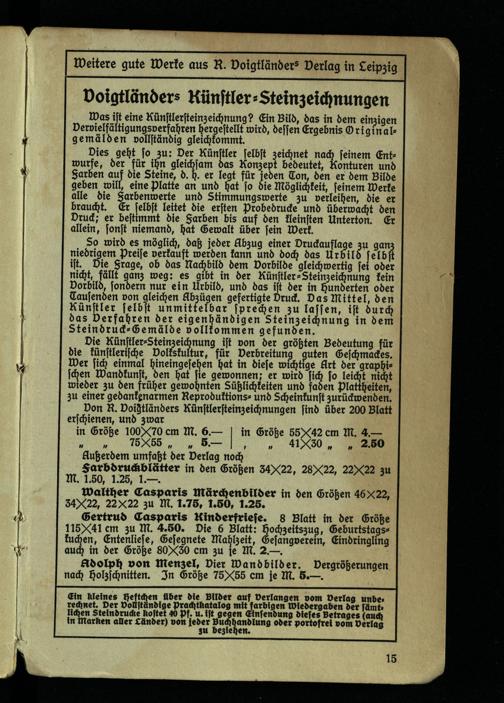 Weitere gute Werke aus R. Voigtländers Verlag in Leipzig
Voigtländers Künstler-Steinzeichnungen
Was ist eine Künstlersteinzeichnung? Ein Bild, das in dem einzigen
Vervielfältigungsverfahren hergestellt wird, dessen Ergebnis Original-
gemälden vollständig gleichkommt.
Dies geht so zu: Der Künstler selbst zeichnet nach seinem Ent-
wurfe, der für ihn gleichsam das Konzept bedeutet, Konturen und
Farben auf die Steine, d. h. er legt für jeden Ton, den er dem Bilde
geben will, eine Platte an und hat so die Möglichkeit, seinem Werke
alle die Farbenwerte und Stimmungswerte zu verleihen, die er
braucht. Er selbst leitet die ersten Probedrucke und überwacht den
Druck; er bestimmt die Farben bis auf den kleinsten Unterton. Er
allein, sonst niemand, hat Gewalt über sein Werk.
So wird es möglich, daß jeder Abzug einer Druckauflage zu ganz
niedrigem Preise verkauft werden kann und doch das Urbild selbst
ist. Die Frage, ob das Nachbild dem Vorbilde gleichwertig sei oder
nicht, fällt ganz weg: es gibt in der Künstler-Steinzeichnung kein
Vorbild, sondern nur ein Urbild, und das ist der in Hunderten oder
Tausenden von gleichen Abzügen gefertigte Druck. Das Mittel, den
Künstler selbst unmittelbar sprechen zu lassen, ist durch
das Verfahren der eigenhändigen Steinzeichnung in dem
Steindruck-Gemälde vollkommen gefunden.
Die Künstler-Steinzeichnung ist von der größten Bedeutung für
die künstlerische Volkskultur, für Verbreitung guten Geschmackes.
Wer sich einmal hineingesehen hat in diese wichtige Art der graphi-
schen Wandkunst, den hat sie gewonnen; er wird sich so leicht nicht
wieder zu den früher gewohnten Süßlichkeiten und faden Plattheiten,
zu einer gedankenarmen Reproduktions- und Scheinkunst zurückwenden.
Von R. Voigtländers Künstlersteinzeichnungen sind über 200 Blatt
erschienen, und zwar
in Größe 100×70 cm M. 6.— | in Größe 55×42 cm M. 4.—
„ „ 75×55 „ „ 5.— | „ „ 41×30 „ „ 2.50
Außerdem umfaßt der Verlag noch
Farbdruckblätter in den Größen 34×22, 28×22, 22×22 zu
M. 1.50, 1.25, 1.—.
Walther Casparis Märchenbilder in den Größen 46×22,
34×22, 22×22 zu M. 1.75, 1.50, 1.25.
Gertrud Casparis Kinderfriese. 8 Blatt in der Größe
115×41 cm zu M. 4.50. Die 6 Blatt: Hochzeitszug, Geburtstags-
kuchen, Entenliese, Gesegnete Mahlzeit, Gesangverein, Eindringling
auch in der Größe 80×30 cm zu je M. 2.—.
Adolph von Menzel, Vier Wandbilder. Vergrößerungen
nach Holzschnitten. In Größe 75×55 cm je M. 5.—.
Ein kleines Heftchen über die Bilder auf Verlangen vom Verlag unbe-
rechnet. Der Vollständige Prachtkatalog mit farbigen Wiedergaben der sämt-
lichen Steindrucke kostet 40 Pf. u. ist gegen Einsendung dieses Betrages (auch
in Marken aller Länder) von jeder Buchhandlung oder portofrei vom Verlag
zu beziehen.
15